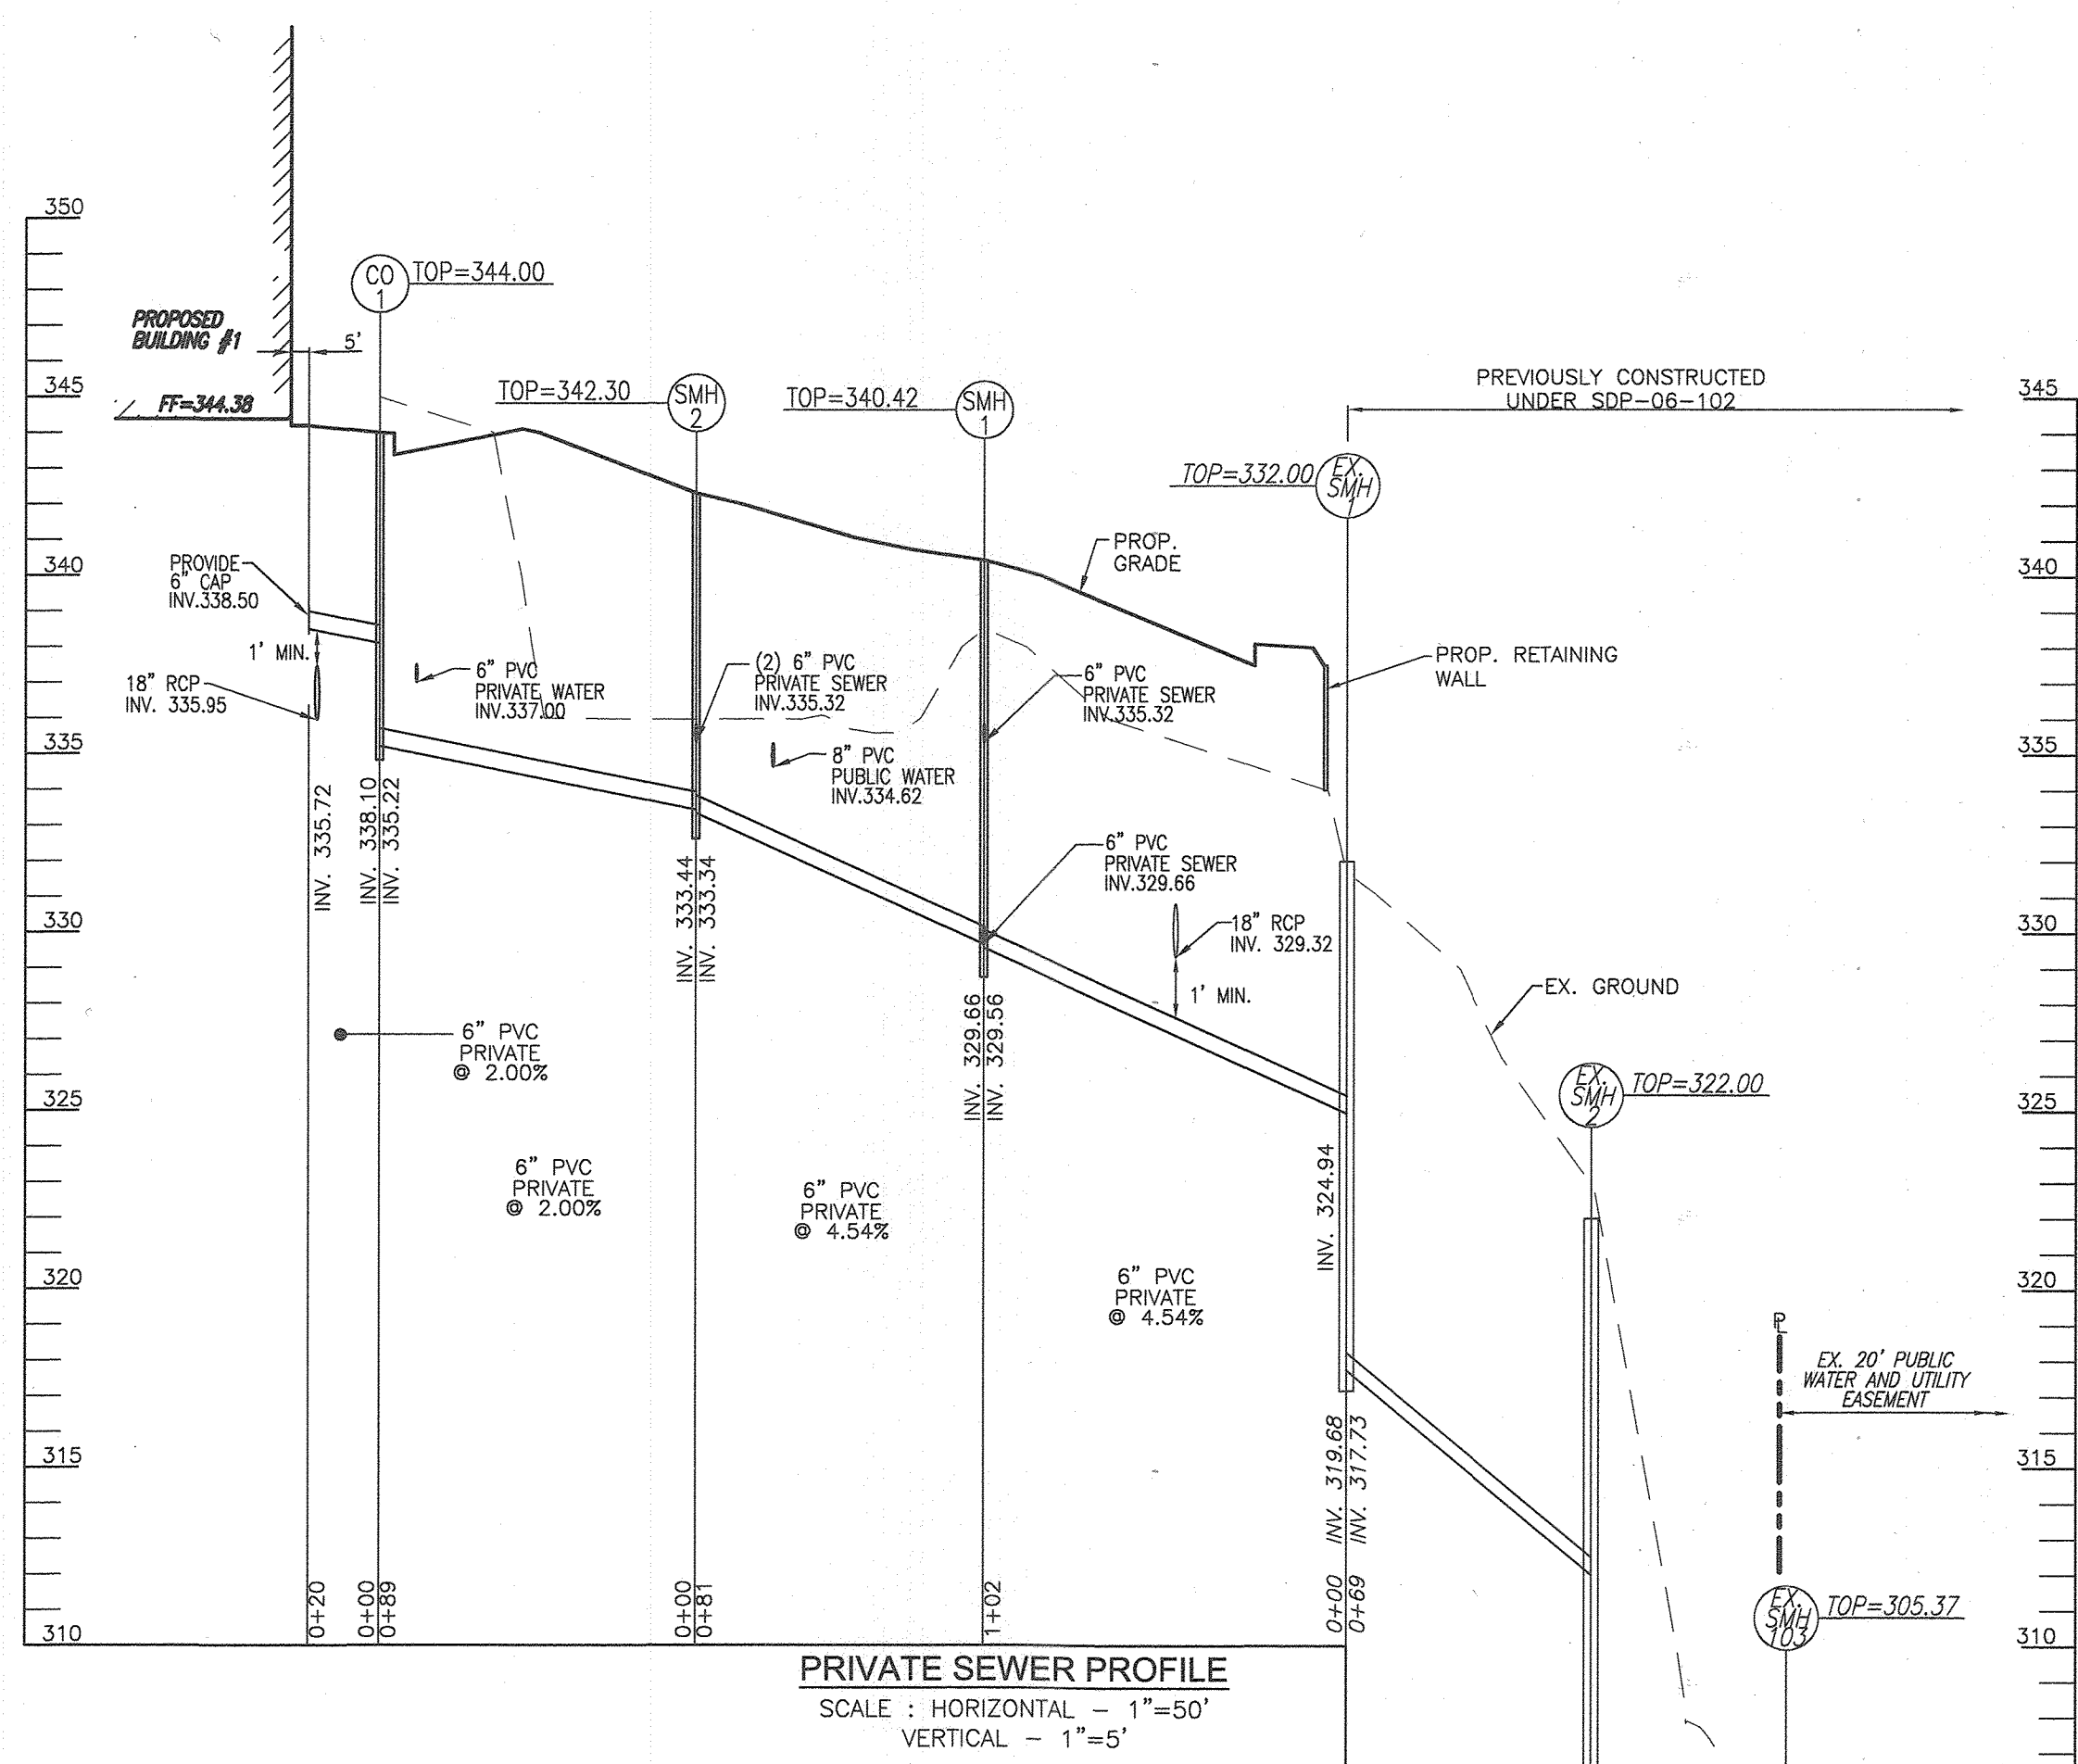 350
345
340
335
330
325
320
315
310
PROPOSED
BUILDING #1
5'
FF=344.38
CO
1
TOP=344.00
TOP=342.30
SMH
2
TOP=340.42
SMH
1
PREVIOUSLY CONSTRUCTED
UNDER SDP-06-102
TOP=332.00
EX.
SMH
1
PROP.
GRADE
PROP. RETAINING
WALL
PROVIDE
6" CAP
INV.338.50
1' MIN.
18" RCP
INV. 335.95
6" PVC
PRIVATE WATER
INV.337.00
(2) 6" PVC
PRIVATE SEWER
INV.335.32
8" PVC
PUBLIC WATER
INV.334.62
6" PVC
PRIVATE SEWER
INV.335.32
6" PVC
PRIVATE SEWER
INV.329.66
18" RCP
INV. 329.32
1' MIN.
EX. GROUND
INV. 335.72
INV. 338.10
INV. 335.22
INV. 333.44
INV. 333.34
INV. 329.66
INV. 329.56
INV. 324.94
INV. 319.68
INV. 317.73
6" PVC
PRIVATE
@ 2.00%
6" PVC
PRIVATE
@ 2.00%
6" PVC
PRIVATE
@ 4.54%
6" PVC
PRIVATE
@ 4.54%
EX.
SMH
2
TOP=322.00
PL
EX. 20' PUBLIC
WATER AND UTILITY
EASEMENT
EX.
SMH
103
TOP=305.37
0+20
0+00
0+89
0+00
0+81
1+02
0+00
0+69
345
340
335
330
325
320
315
310
PRIVATE SEWER PROFILE
SCALE : HORIZONTAL - 1"=50'
VERTICAL - 1"=5'